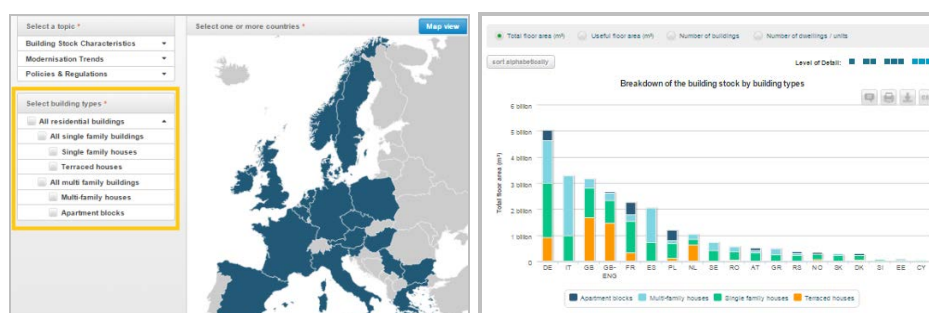 Select a topic *
Building Stock Characteristics
Modernisation Trends
Policies & Regulations
Select building types *
All residential buildings
All single family buildings
Single family houses
Terraced houses
All multi family buildings
Multi-family houses
Apartment blocks
Select one or more countries *
Map view
Total floor area (m²)
Useful floor area (m²)
Number of buildings
Number of dwellings / units
sort alphabetically
Level of Detail:
Breakdown of the building stock by building types
Total floor area (m²)
6 billion
5 billion
4 billion
3 billion
2 billion
1 billion
0
DE IT GB GB-ENG FR ES PL NL SE RO AT GR RS NO SK DK SI EE CY
Apartment blocks Multi-family houses Single family houses Terraced houses